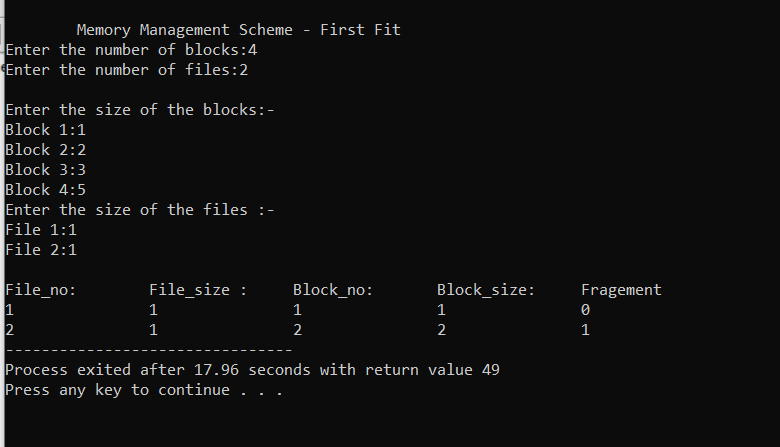 Memory Management Scheme - First Fit
Enter the number of blocks:4
Enter the number of files:2
Enter the size of the blocks:-
Block 1:1
Block 2:2
Block 3:3
Block 4:5
Enter the size of the files :-
File 1:1
File 2:1
File_no: File_size : Block_no: Block_size: Fragement
1 1 1 1 0
2 1 2 2 1
--------------------------------
Process exited after 17.96 seconds with return value 49
Press any key to continue . . .